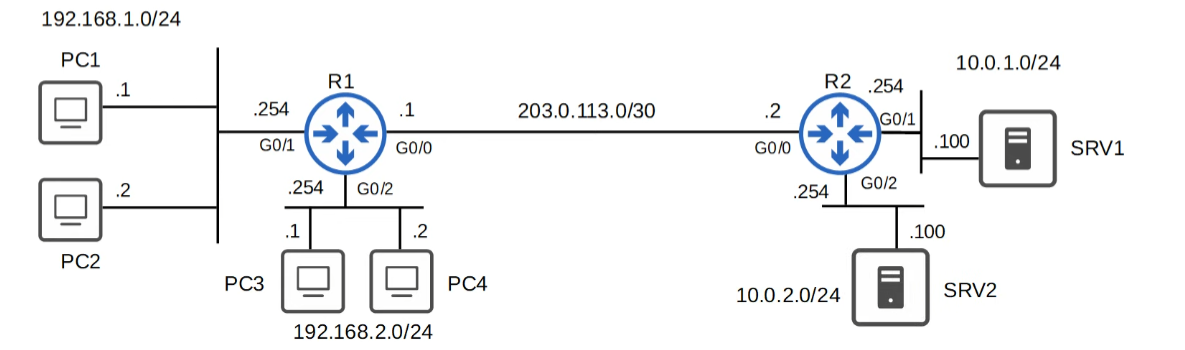 192.168.1.0/24
PC1
.1
.2
PC2
R1
.254
.1
G0/1
G0/0
.254
G0/2
.1
.2
PC3
PC4
192.168.2.0/24
203.0.113.0/30
R2
.254
10.0.1.0/24
.2
G0/1
G0/0
.100
SRV1
.254
G0/2
.100
10.0.2.0/24
SRV2